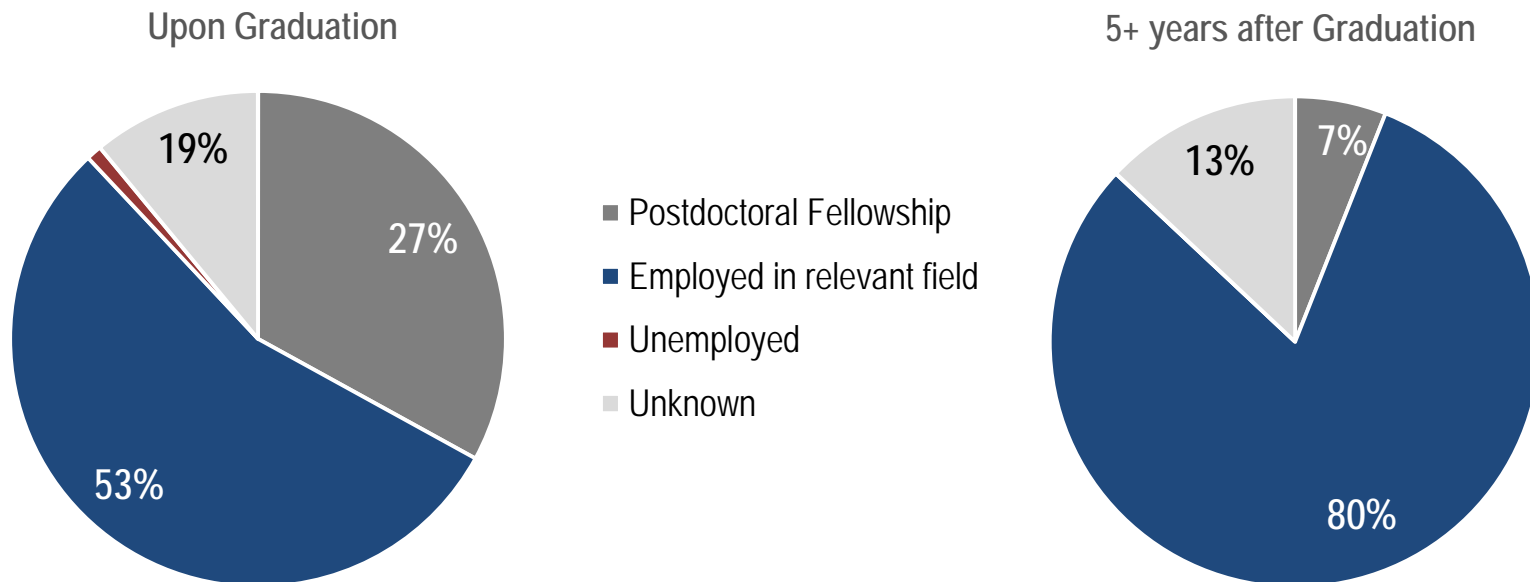 Upon Graduation
19%
27%
53%
Postdoctoral Fellowship
Employed in relevant field
Unemployed
Unknown
5+ years after Graduation
7%
13%
80%